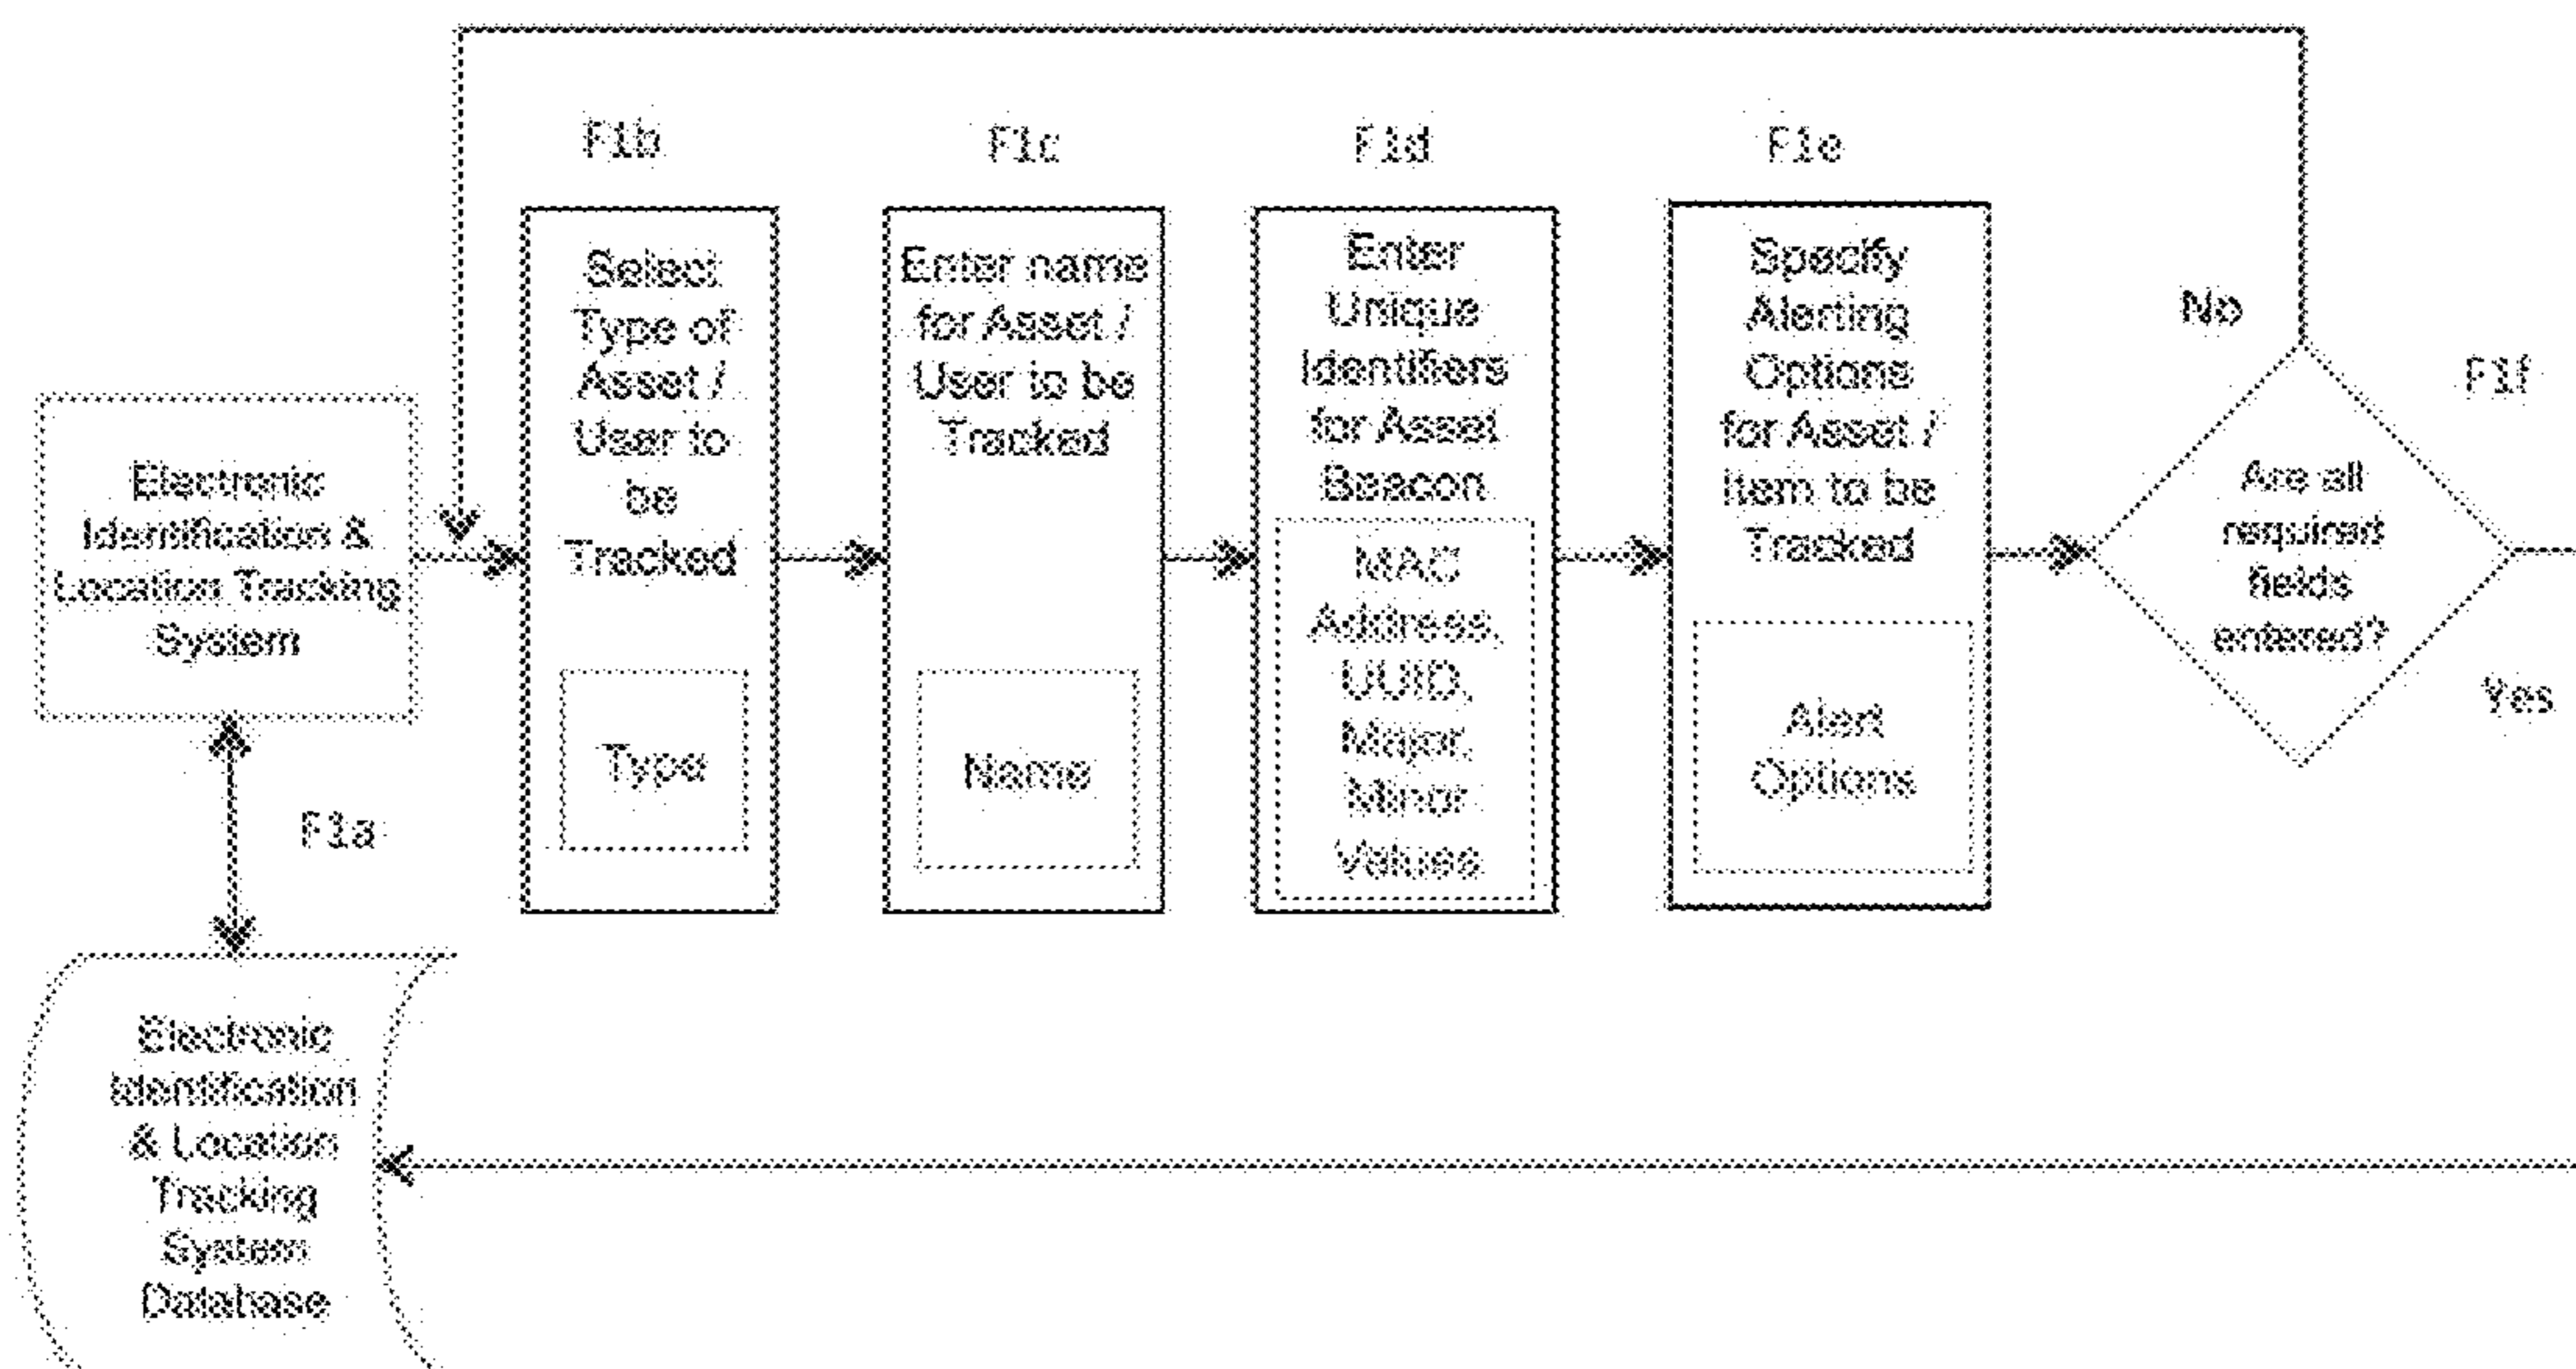 F1b
Select
Type of
Asset /
User to
be
Tracked
Type
F1c
Enter name
for Asset /
User to be
Tracked
Name
F1d
Enter
Unique
Identifiers
for Asset
Beacon
MAC
Address,
UUID,
Major,
Minor
Values
F1e
Specify
Alerting
Options
for Asset /
Item to be
Tracked
Alert
Options
No
F1f
Are all
required
fields
entered?
Yes
Electronic
Identification &
Location Tracking
System
F1a
Electronic
Identification
& Location
Tracking
System
Database